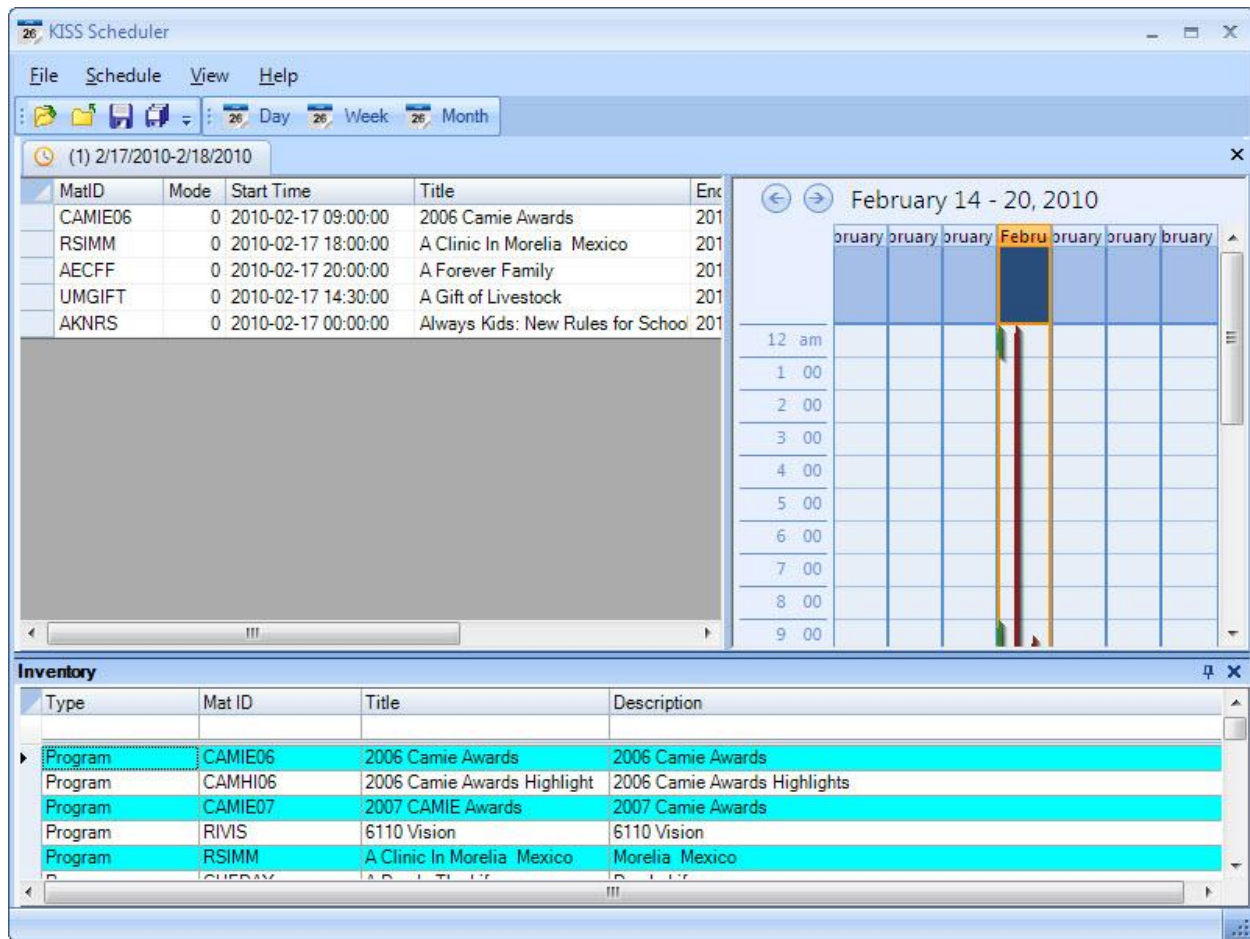 26 KISS Scheduler
File Schedule View Help
26 Day 26 Week 26 Month
(1) 2/17/2010-2/18/2010
MatID Mode Start Time Title End
CAMIE06 0 2010-02-17 09:00:00 2006 Camie Awards 201
RSIMM 0 2010-02-17 18:00:00 A Clinic In Morelia Mexico 201
AECFF 0 2010-02-17 20:00:00 A Forever Family 201
UMGIFT 0 2010-02-17 14:30:00 A Gift of Livestock 201
AKNRS 0 2010-02-17 00:00:00 Always Kids: New Rules for School 201
February 14 - 20, 2010
bruary bruary bruary Febru bruary bruary bruary
12 am
1 00
2 00
3 00
4 00
5 00
6 00
7 00
8 00
9 00
Inventory
Type Mat ID Title Description
Program CAMIE06 2006 Camie Awards 2006 Camie Awards
Program CAMHI06 2006 Camie Awards Highlight 2006 Camie Awards Highlights
Program CAMIE07 2007 CAMIE Awards 2007 Camie Awards
Program RIVIS 6110 Vision 6110 Vision
Program RSIMM A Clinic In Morelia Mexico Morelia Mexico